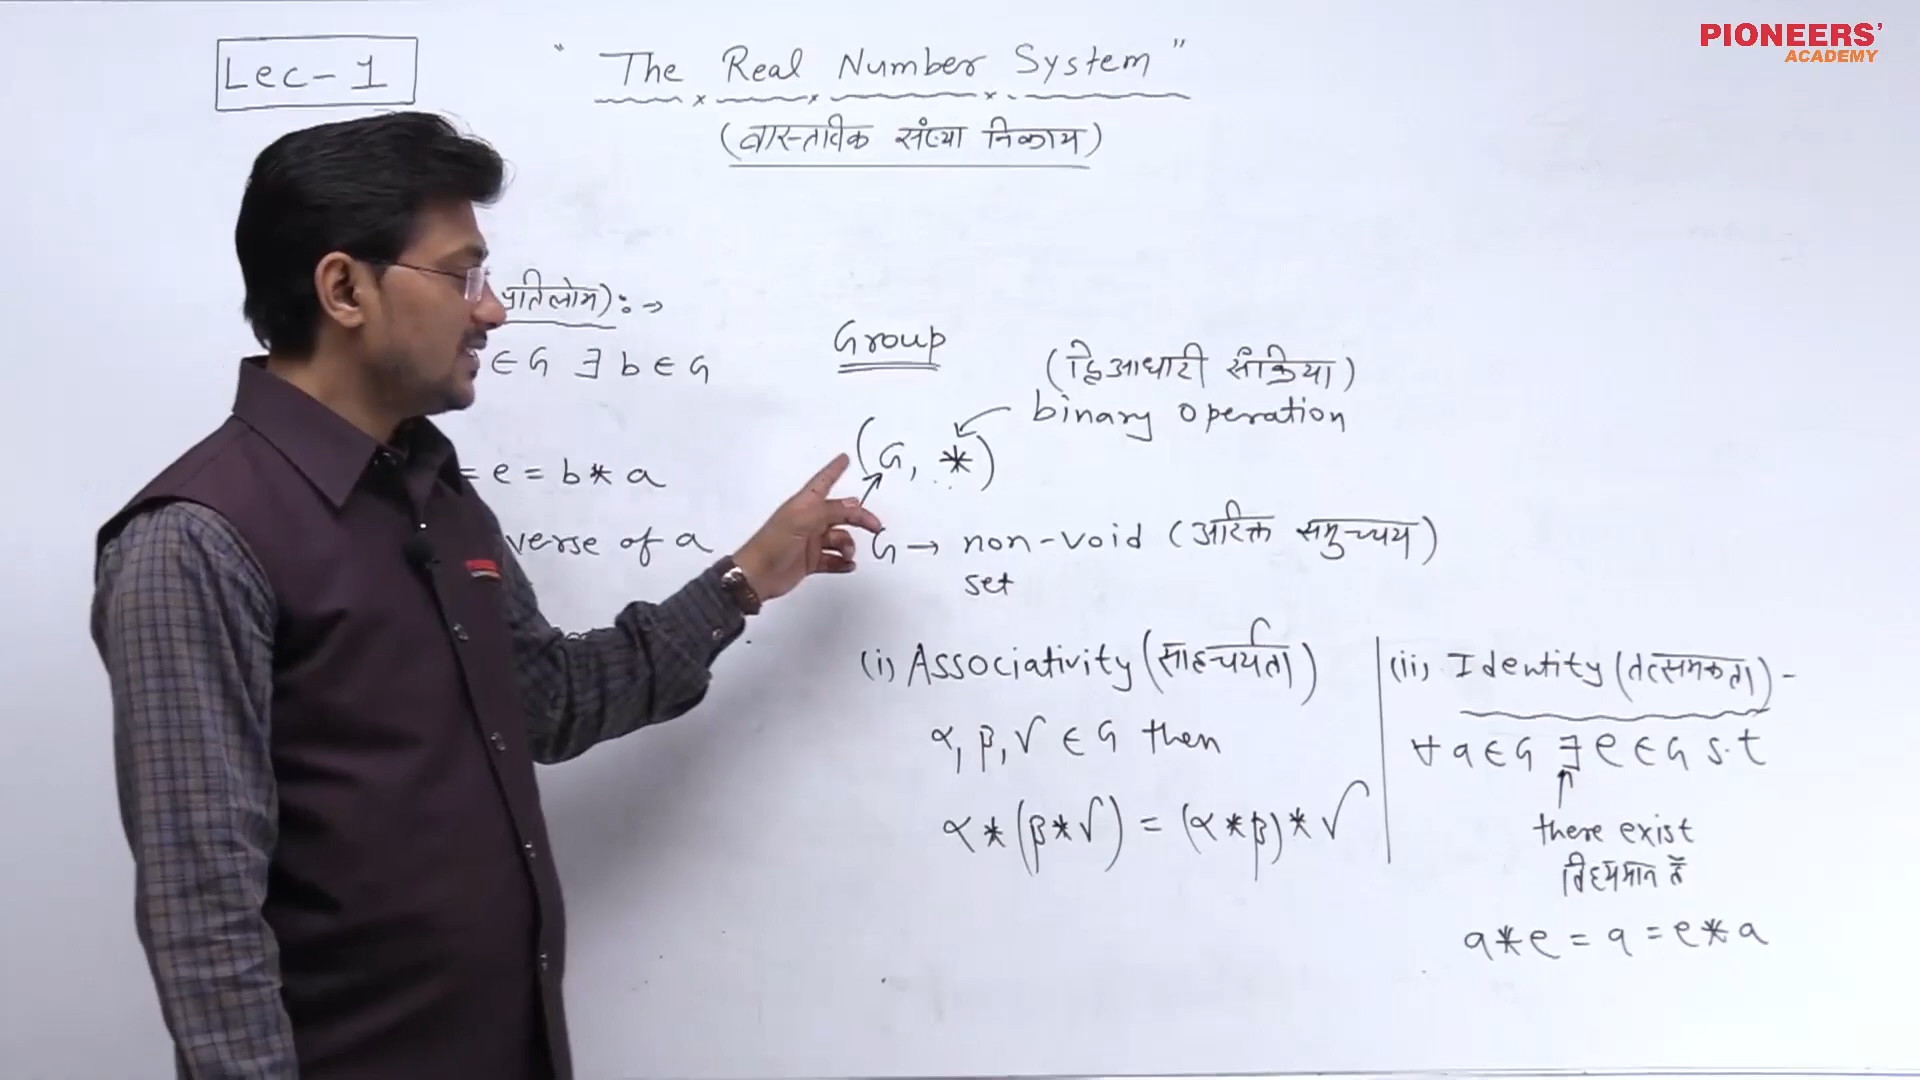 PIONEERS'
ACADEMY
Lec-1
" The Real Number System "
(वास्तविक संख्या निकाय)
प्रतिलोम) :→
∈ G ∃ b ∈ G
= e = b * a
verse of a
Group
(द्विआधारी संक्रिया)
binary operation
(G, *)
G → non-void (अरिक्त समुच्चय)
set
(i) Associativity (साहचर्यता)
α, β, γ ∈ G then
α * (β * γ) = (α * β) * γ
(ii) Identity (तत्समकता) -
∀ a ∈ G ∃ e ∈ G s.t
there exist
विद्यमान है
a * e = a = e * a